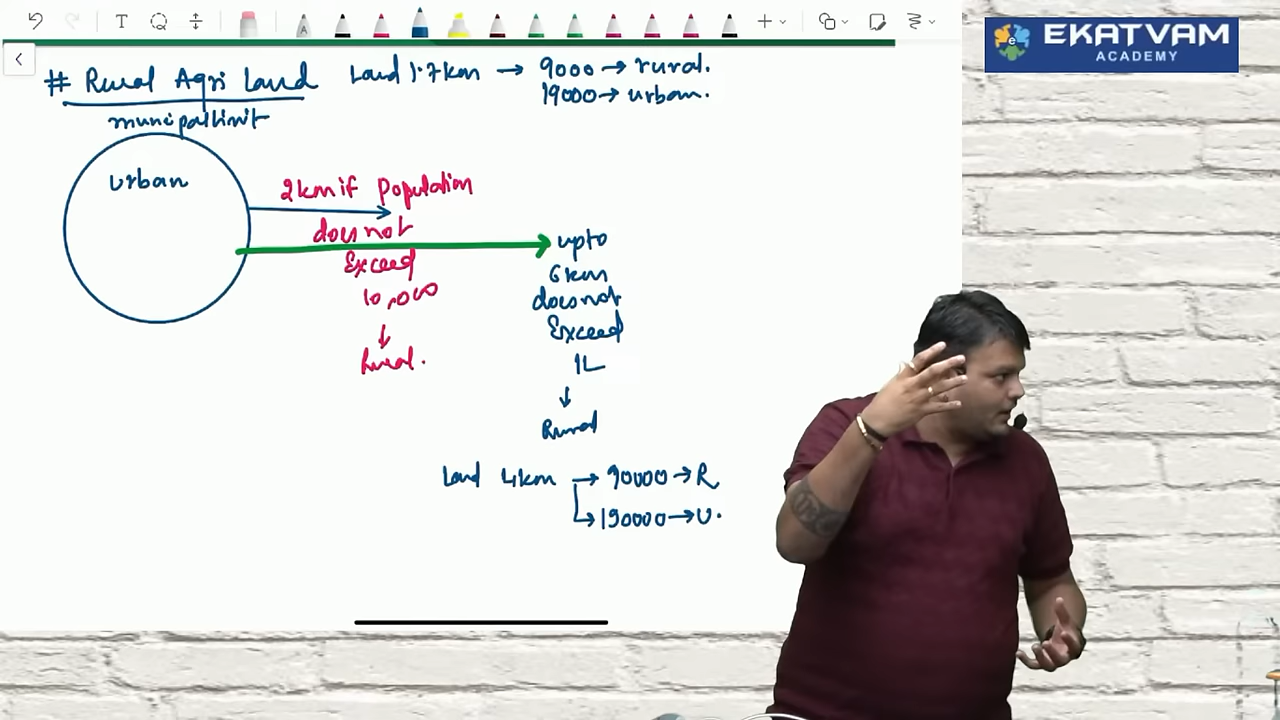 # Rural Agri Land
Land 1.7km → 9000 → rural.
19000 → urban.
municipal limit
urban
2km if Population
does not
Exceed
10,000
↓
Rural.
upto
6km
does not
Exceed
1L
↓
Rural
Land 4km → 90000 → R
→ 190000 → U.
EKATVAM
ACADEMY